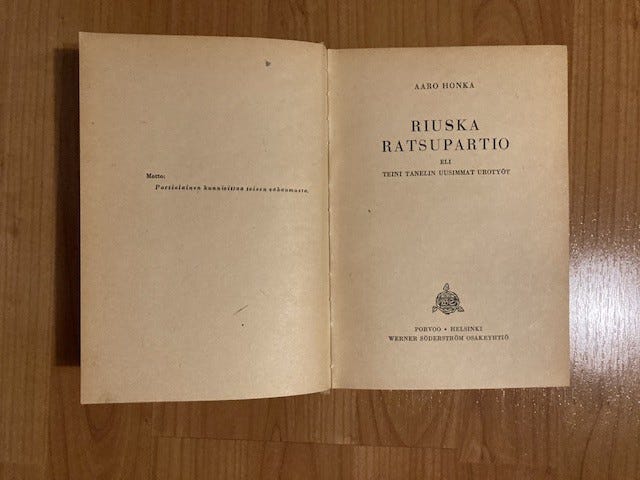 Motto:
Partiolainen kunnioittaa toisen vakaumusta.
AARO HONKA
RIUSKA
RATSUPARTIO
ELI
TEINI TANELIN UUSIMMAT UROTYÖT
PORVOO • HELSINKI
WERNER SÖDERSTRÖM OSAKEYHTIÖ